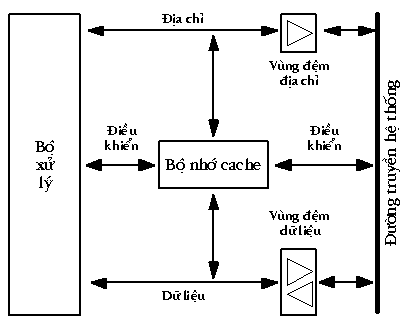 Địa chỉ
Vùng đệm
địa chỉ
Bộ
xử
lý
Điều
khiển
Bộ nhớ cache
Điều
khiển
Đường truyền hệ thống
Vùng đệm
dữ liệu
Dữ liệu